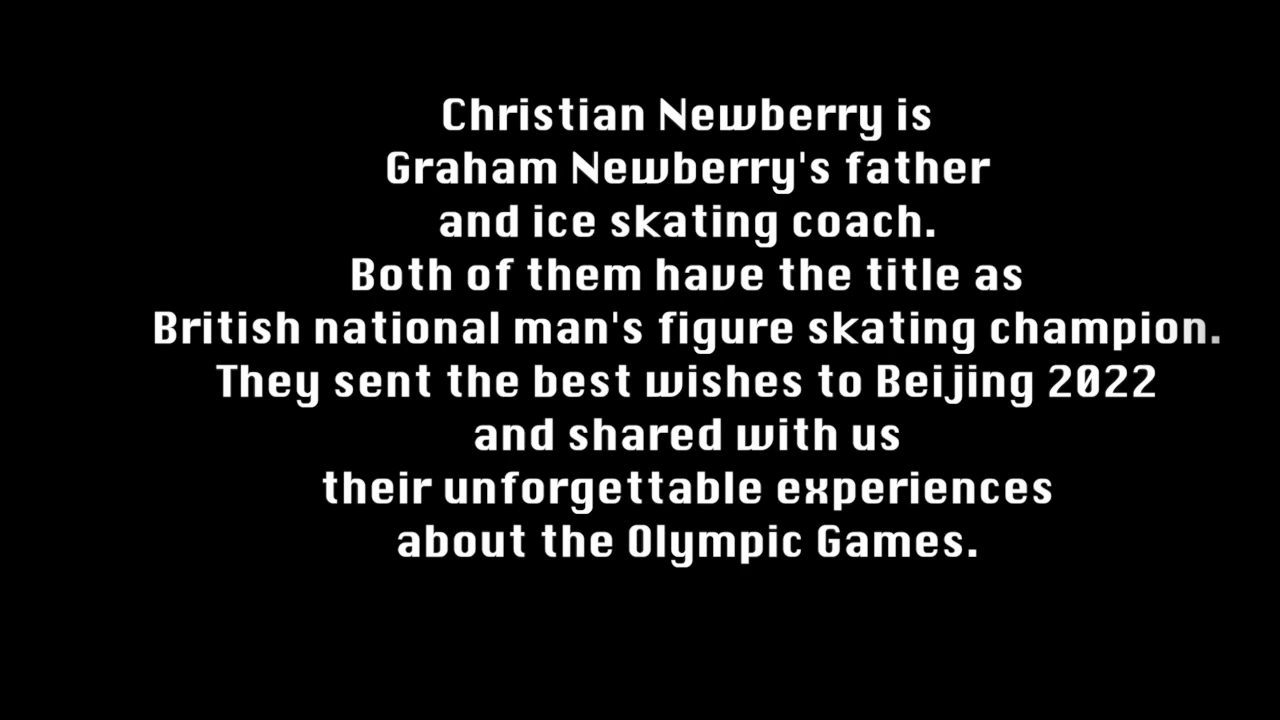 Christian Newberry is
Graham Newberry's father
and ice skating coach.
Both of them have the title as
British national man's figure skating champion.
They sent the best wishes to Beijing 2022
and shared with us
their unforgettable experiences
about the Olympic Games.